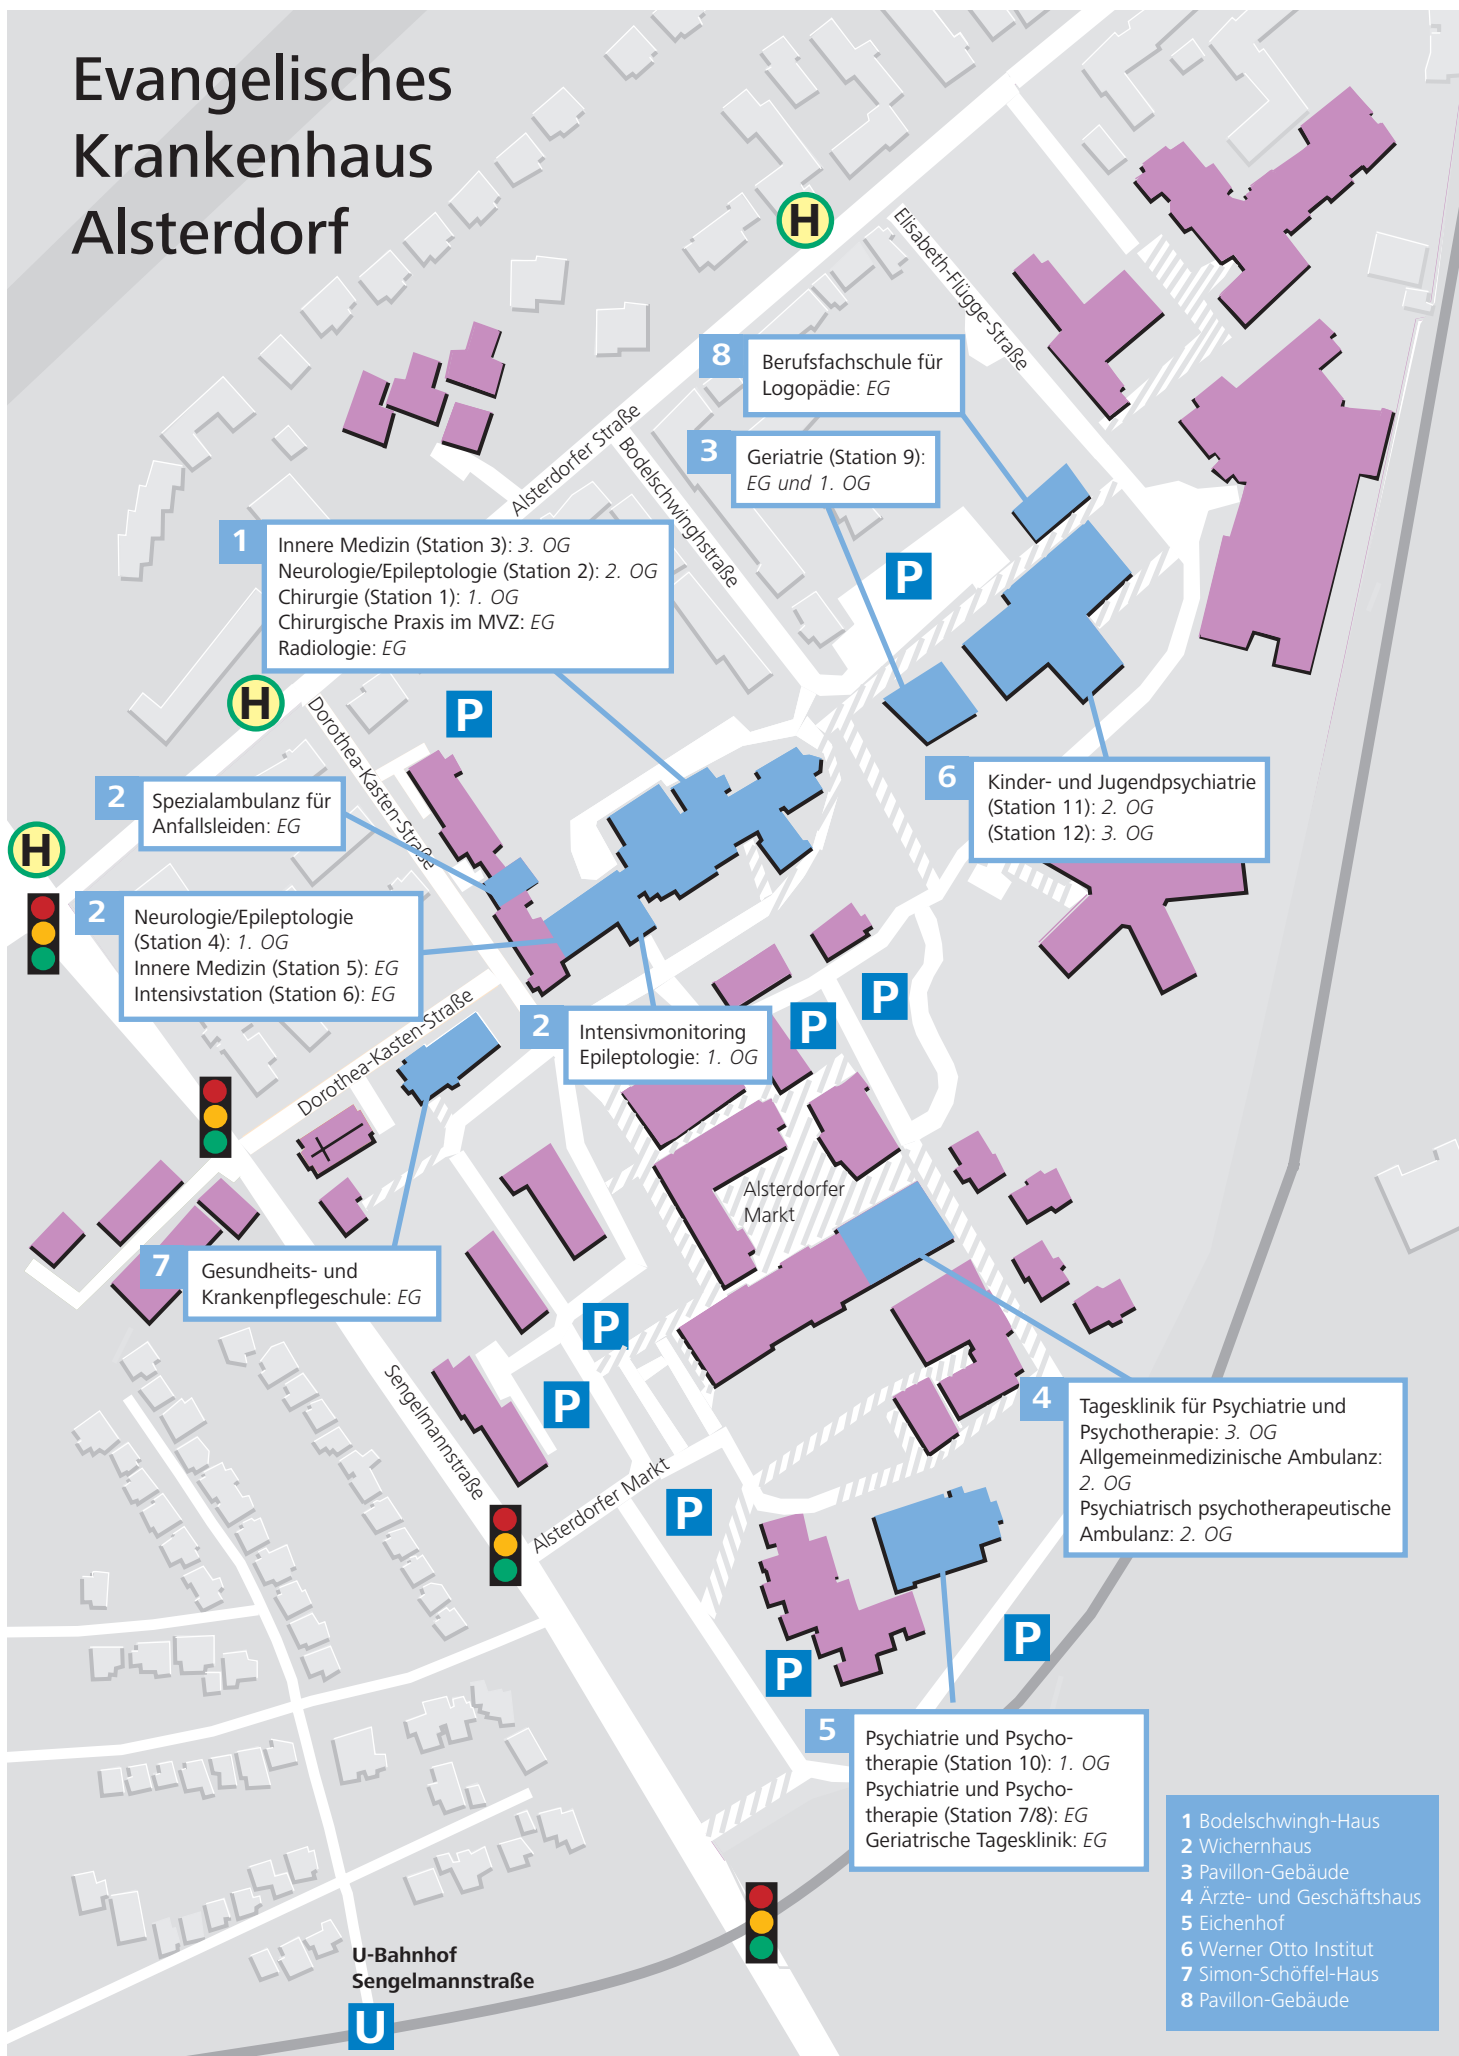 Evangelisches
Krankenhaus
Alsterdorf
H
Elisabeth-Flügge-Straße
8
Berufsfachschule für
Logopädie: EG
3
Geriatrie (Station 9):
EG und 1. OG
Alsterdorfer Straße
Bodelschwinghstraße
1
Innere Medizin (Station 3): 3. OG
Neurologie/Epileptologie (Station 2): 2. OG
Chirurgie (Station 1): 1. OG
Chirurgische Praxis im MVZ: EG
Radiologie: EG
P
H
P
Dorothea-Kasten-Straße
2
Spezialambulanz für
Anfallsleiden: EG
6
Kinder- und Jugendpsychiatrie
(Station 11): 2. OG
(Station 12): 3. OG
H
2
Neurologie/Epileptologie
(Station 4): 1. OG
Innere Medizin (Station 5): EG
Intensivstation (Station 6): EG
P
P
2
Intensivmonitoring
Epileptologie: 1. OG
Dorothea-Kasten-Straße
Alsterdorfer
Markt
7
Gesundheits- und
Krankenpflegeschule: EG
P
P
Sengelmannstraße
4
Tagesklinik für Psychiatrie und
Psychotherapie: 3. OG
Allgemeinmedizinische Ambulanz:
2. OG
Psychiatrisch psychotherapeutische
Ambulanz: 2. OG
Alsterdorfer Markt
P
P
P
5
Psychiatrie und Psycho-
therapie (Station 10): 1. OG
Psychiatrie und Psycho-
therapie (Station 7/8): EG
Geriatrische Tagesklinik: EG
1 Bodelschwingh-Haus
2 Wichernhaus
3 Pavillon-Gebäude
4 Ärzte- und Geschäftshaus
5 Eichenhof
6 Werner Otto Institut
7 Simon-Schöffel-Haus
8 Pavillon-Gebäude
U-Bahnhof
Sengelmannstraße
U